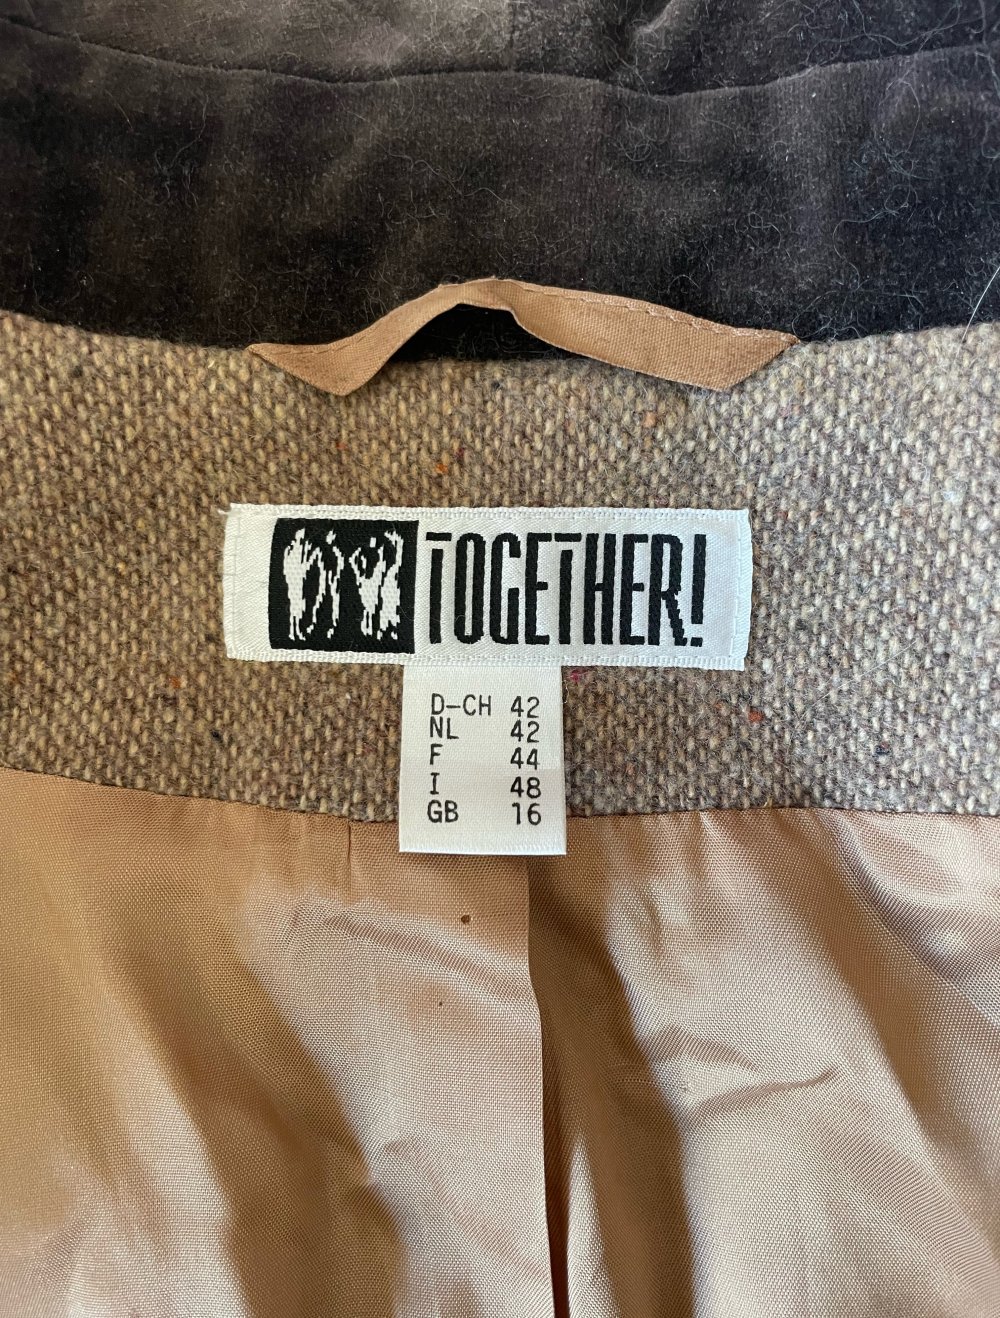 TOGETHER!
D-CH 42
NL 42
F 44
I 48
GB 16